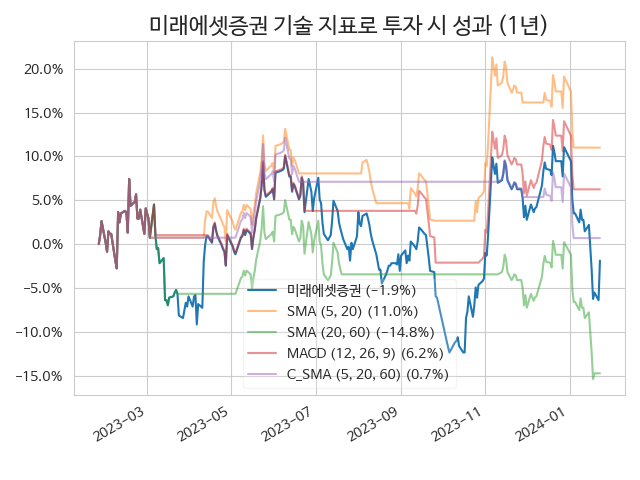 미래에셋증권 기술 지표로 투자 시 성과 (1년)
20.0%
15.0%
10.0%
5.0%
0.0%
−5.0%
−10.0%
−15.0%
미래에셋증권 (−1.9%)
SMA (5, 20) (11.0%)
SMA (20, 60) (−14.8%)
MACD (12, 26, 9) (6.2%)
C_SMA (5, 20, 60) (0.7%)
2023−03
2023−05
2023−07
2023−09
2023−11
2024−01